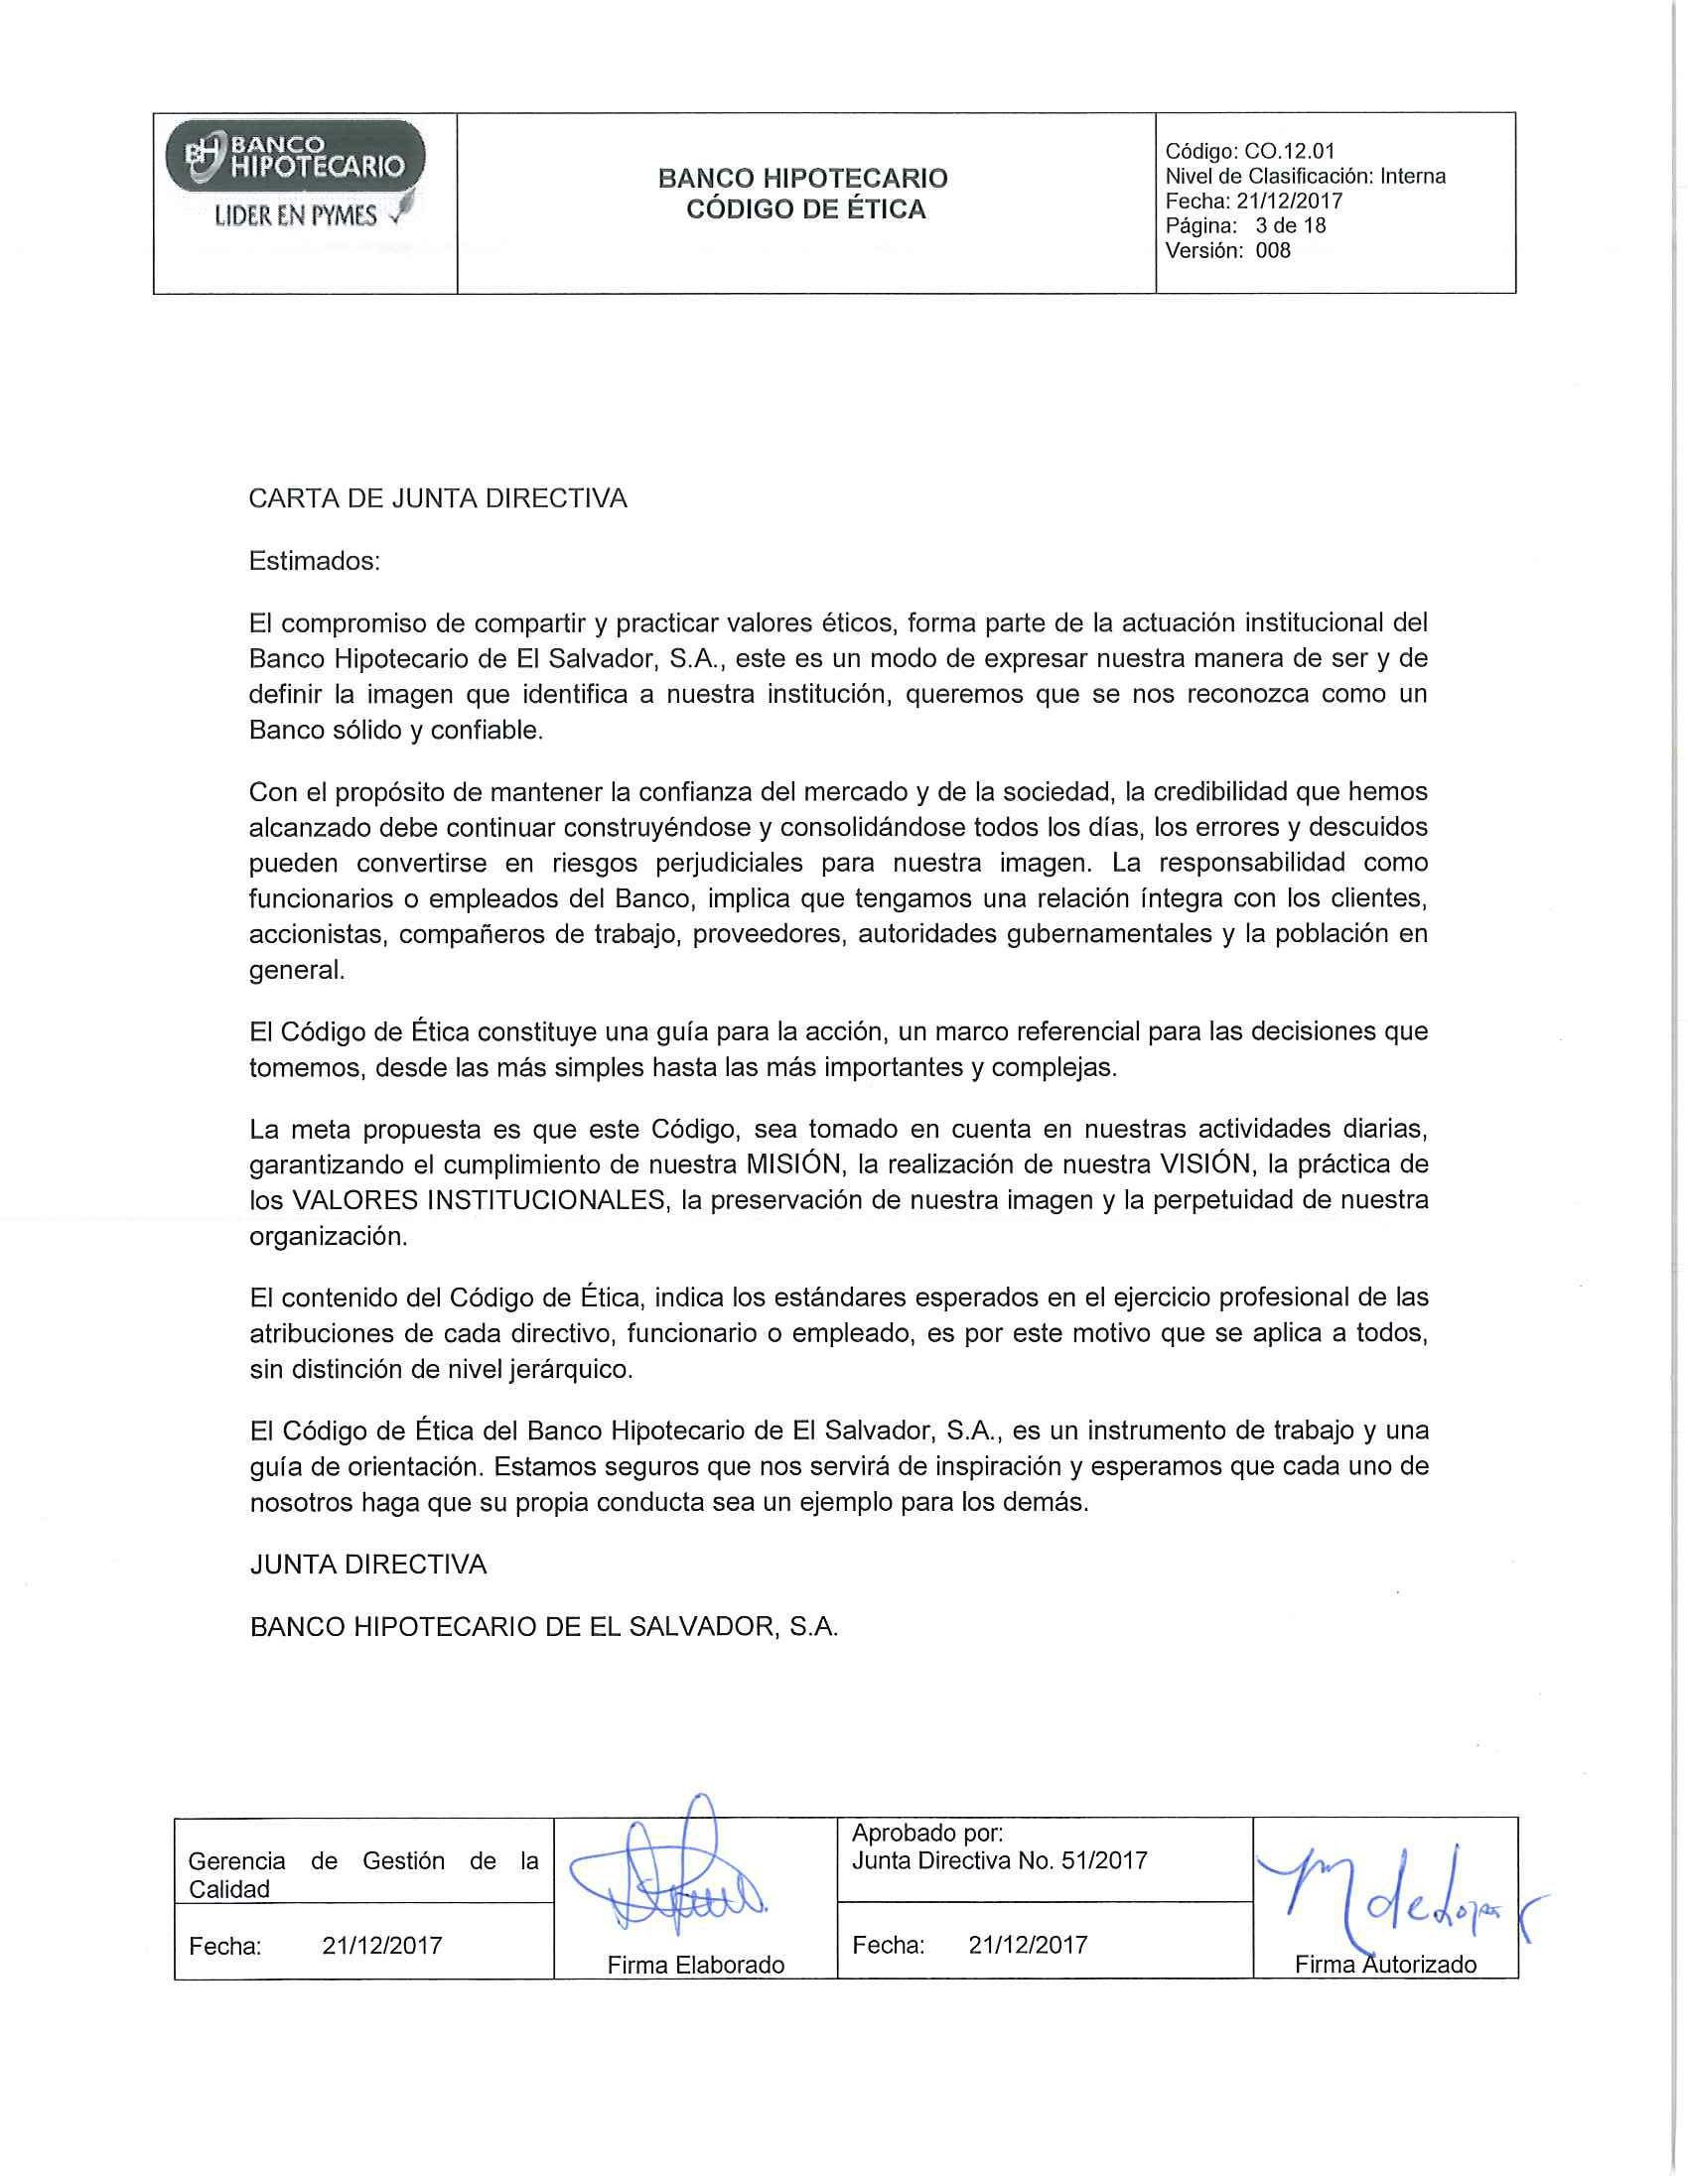 BH BANCO
HIPOTECARIO
LIDER EN PYMES
BANCO HIPOTECARIO
CÓDIGO DE ÉTICA
Código: CO.12.01
Nivel de Clasificación: Interna
Fecha: 21/12/2017
Página: 3 de 18
Versión: 008
CARTA DE JUNTA DIRECTIVA
Estimados:
El compromiso de compartir y practicar valores éticos, forma parte de la actuación institucional del
Banco Hipotecario de El Salvador, S.A., este es un modo de expresar nuestra manera de ser y de
definir la imagen que identifica a nuestra institución, queremos que se nos reconozca como un
Banco sólido y confiable.
Con el propósito de mantener la confianza del mercado y de la sociedad, la credibilidad que hemos
alcanzado debe continuar construyéndose y consolidándose todos los días, los errores y descuidos
pueden convertirse en riesgos perjudiciales para nuestra imagen. La responsabilidad como
funcionarios o empleados del Banco, implica que tengamos una relación íntegra con los clientes,
accionistas, compañeros de trabajo, proveedores, autoridades gubernamentales y la población en
general.
El Código de Ética constituye una guía para la acción, un marco referencial para las decisiones que
tomemos, desde las más simples hasta las más importantes y complejas.
La meta propuesta es que este Código, sea tomado en cuenta en nuestras actividades diarias,
garantizando el cumplimiento de nuestra MISIÓN, la realización de nuestra VISIÓN, la práctica de
los VALORES INSTITUCIONALES, la preservación de nuestra imagen y la perpetuidad de nuestra
organización.
El contenido del Código de Ética, indica los estándares esperados en el ejercicio profesional de las
atribuciones de cada directivo, funcionario o empleado, es por este motivo que se aplica a todos,
sin distinción de nivel jerárquico.
El Código de Ética del Banco Hipotecario de El Salvador, S.A., es un instrumento de trabajo y una
guía de orientación. Estamos seguros que nos servirá de inspiración y esperamos que cada uno de
nosotros haga que su propia conducta sea un ejemplo para los demás.
JUNTA DIRECTIVA
BANCO HIPOTECARIO DE EL SALVADOR, S.A.
Gerencia de Gestión de la
Calidad
Fecha: 21/12/2017
Firma Elaborado
Aprobado por:
Junta Directiva No. 51/2017
Fecha: 21/12/2017
M de Lopez
Firma Autorizado